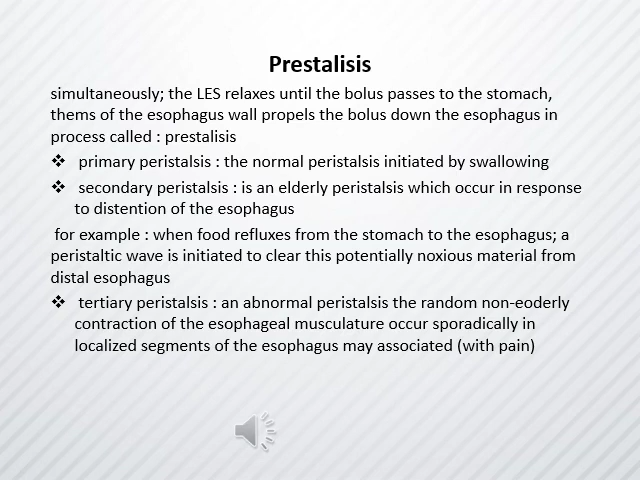 Prestalisis
simultaneously; the LES relaxes until the bolus passes to the stomach,
thems of the esophagus wall propels the bolus down the esophagus in
process called : prestalisis
❖ primary peristalsis : the normal peristalsis initiated by swallowing
❖ secondary peristalsis : is an elderly peristalsis which occur in response
to distention of the esophagus
for example : when food refluxes from the stomach to the esophagus; a
peristaltic wave is initiated to clear this potentially noxious material from
distal esophagus
❖ tertiary peristalsis : an abnormal peristalsis the random non-eoderly
contraction of the esophageal musculature occur sporadically in
localized segments of the esophagus may associated (with pain)